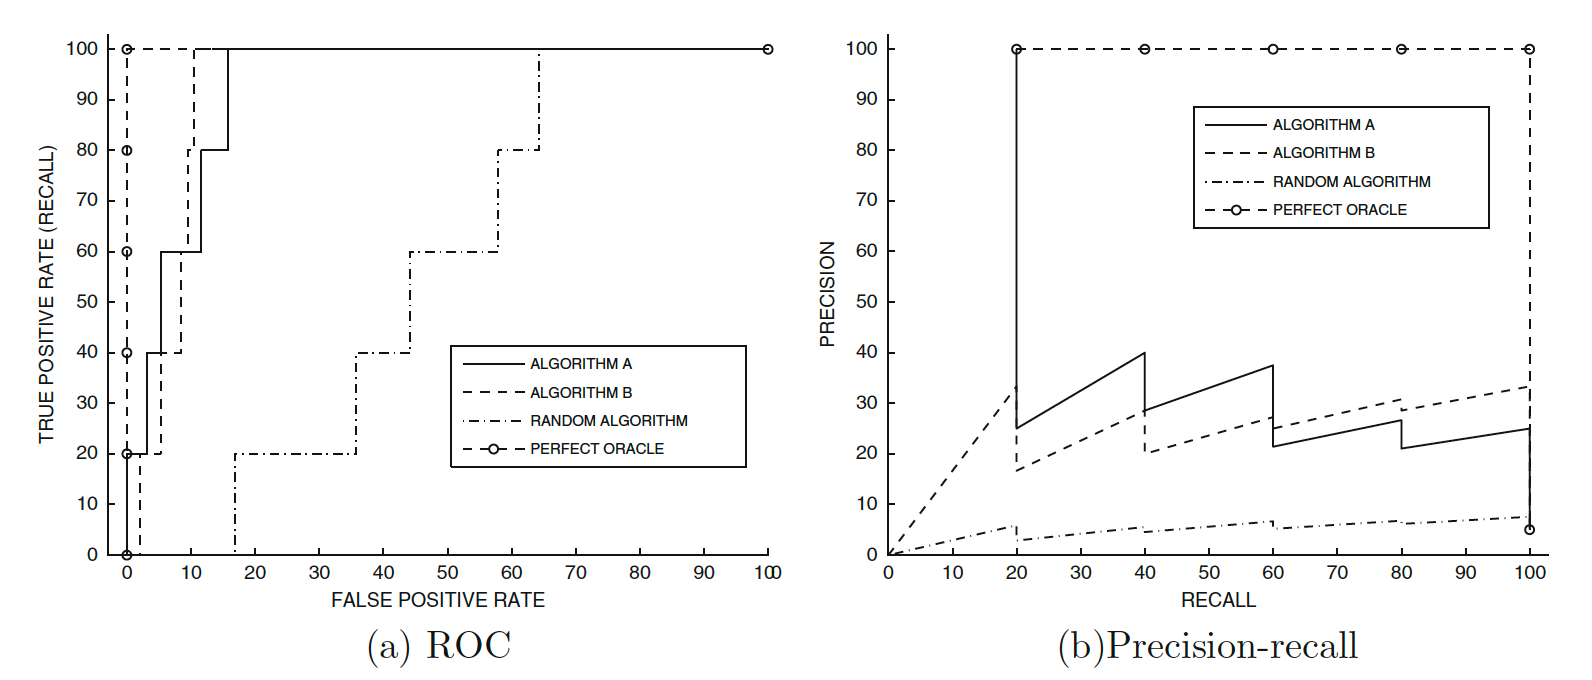 100
90
80
70
60
50
40
30
20
10
0
TRUE POSITIVE RATE (RECALL)
ALGORITHM A
ALGORITHM B
RANDOM ALGORITHM
PERFECT ORACLE
0 10 20 30 40 50 60 70 80 90 100
FALSE POSITIVE RATE
(a) ROC
100
90
80
70
60
50
40
30
20
10
0
PRECISION
ALGORITHM A
ALGORITHM B
RANDOM ALGORITHM
PERFECT ORACLE
0 10 20 30 40 50 60 70 80 90 100
RECALL
(b)Precision-recall